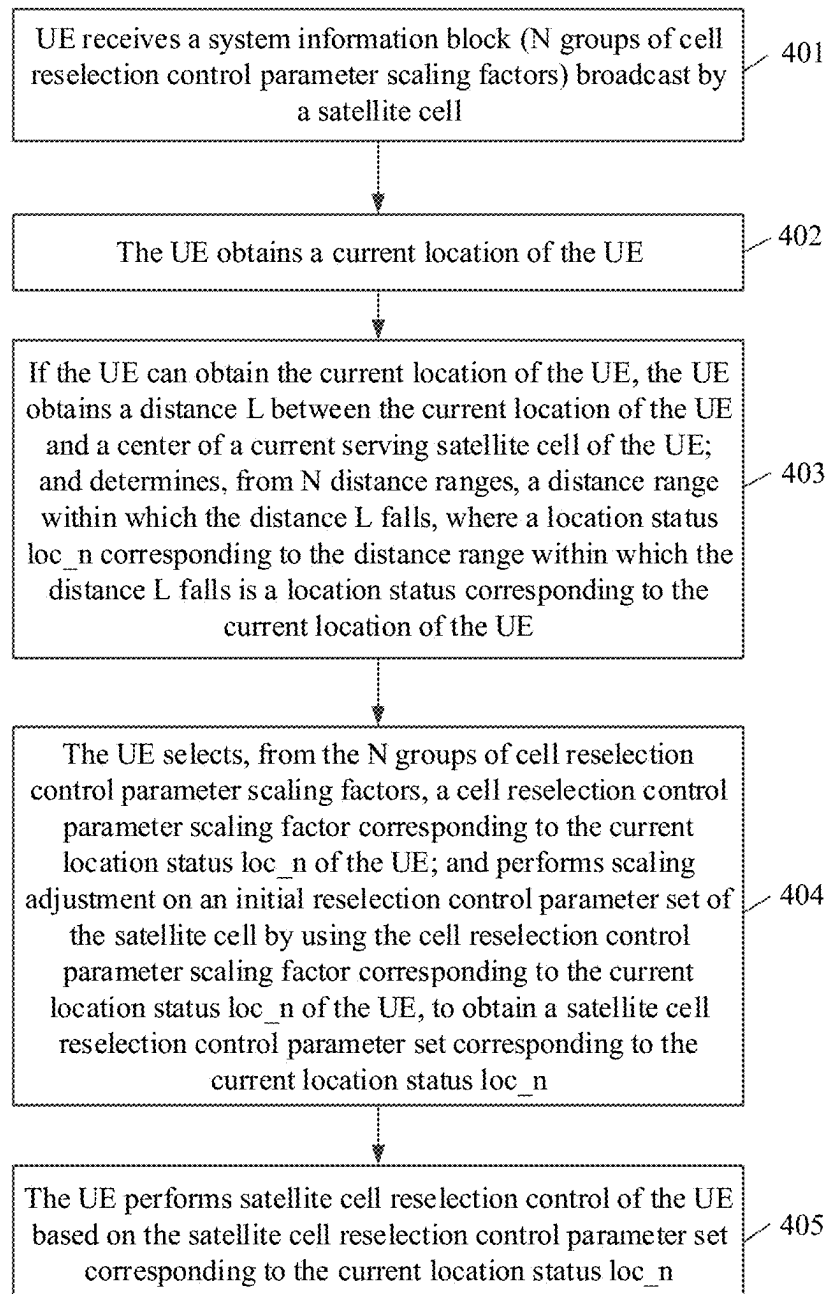 UE receives a system information block (N groups of cell
reselection control parameter scaling factors) broadcast by
a satellite cell
401
The UE obtains a current location of the UE
402
If the UE can obtain the current location of the UE, the UE
obtains a distance L between the current location of the UE
and a center of a current serving satellite cell of the UE;
and determines, from N distance ranges, a distance range
within which the distance L falls, where a location status
loc_n corresponding to the distance range within which the
distance L falls is a location status corresponding to the
current location of the UE
403
The UE selects, from the N groups of cell reselection
control parameter scaling factors, a cell reselection control
parameter scaling factor corresponding to the current
location status loc_n of the UE; and performs scaling
adjustment on an initial reselection control parameter set of
the satellite cell by using the cell reselection control
parameter scaling factor corresponding to the current
location status loc_n of the UE, to obtain a satellite cell
reselection control parameter set corresponding to the
current location status loc_n
404
The UE performs satellite cell reselection control of the UE
based on the satellite cell reselection control parameter set
corresponding to the current location status loc_n
405